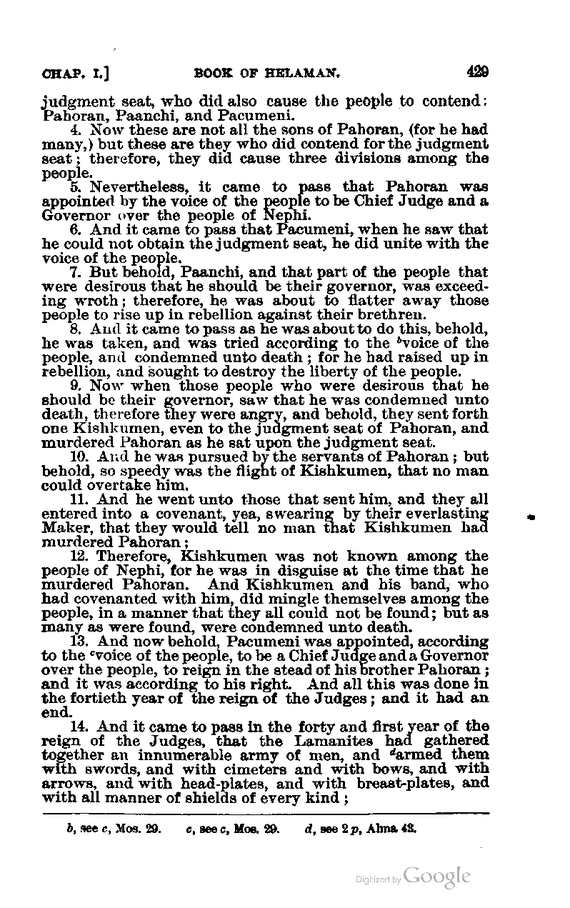 CHAP. I.] BOOK OF HELAMAN. 429
judgment seat, who did also cause the people to contend:
Pahoran, Paanchi, and Pacumeni.
4. Now these are not all the sons of Pahoran, (for he had
many,) but these are they who did contend for the judgment
seat; therefore, they did cause three divisions among the
people.
5. Nevertheless, it came to pass that Pahoran was
appointed by the voice of the people to be Chief Judge and a
Governor over the people of Nephi.
6. And it came to pass that Pacumeni, when he saw that
he could not obtain the judgment seat, he did unite with the
voice of the people.
7. But behold, Paanchi, and that part of the people that
were desirous that he should be their governor, was exceed-
ing wroth; therefore, he was about to flatter away those
people to rise up in rebellion against their brethren.
8. And it came to pass as he was about to do this, behold,
he was taken, and was tried according to the bvoice of the
people, and condemned unto death; for he had raised up in
rebellion, and sought to destroy the liberty of the people.
9. Now when those people who were desirous that he
should be their governor, saw that he was condemned unto
death, therefore they were angry, and behold, they sent forth
one Kishkumen, even to the judgment seat of Pahoran, and
murdered Pahoran as he sat upon the judgment seat.
10. And he was pursued by the servants of Pahoran; but
behold, so speedy was the flight of Kishkumen, that no man
could overtake him.
11. And he went unto those that sent him, and they all
entered into a covenant, yea, swearing by their everlasting
Maker, that they would tell no man that Kishkumen had
murdered Pahoran;
12. Therefore, Kishkumen was not known among the
people of Nephi, for he was in disguise at the time that he
murdered Pahoran. And Kishkumen and his band, who
had covenanted with him, did mingle themselves among the
people, in a manner that they all could not be found; but as
many as were found, were condemned unto death.
13. And now behold, Pacumeni was appointed, according
to the cvoice of the people, to be a Chief Judge and a Governor
over the people, to reign in the stead of his brother Pahoran;
and it was according to his right. And all this was done in
the fortieth year of the reign of the Judges; and it had an
end.
14. And it came to pass in the forty and first year of the
reign of the Judges, that the Lamanites had gathered
together an innumerable army of men, and darmed them
with swords, and with cimeters and with bows, and with
arrows, and with head-plates, and with breast-plates, and
with all manner of shields of every kind;
b, see c, Mos. 29. c, see c, Mos. 29. d, see 2 p, Alma 43.
Digitized by Google